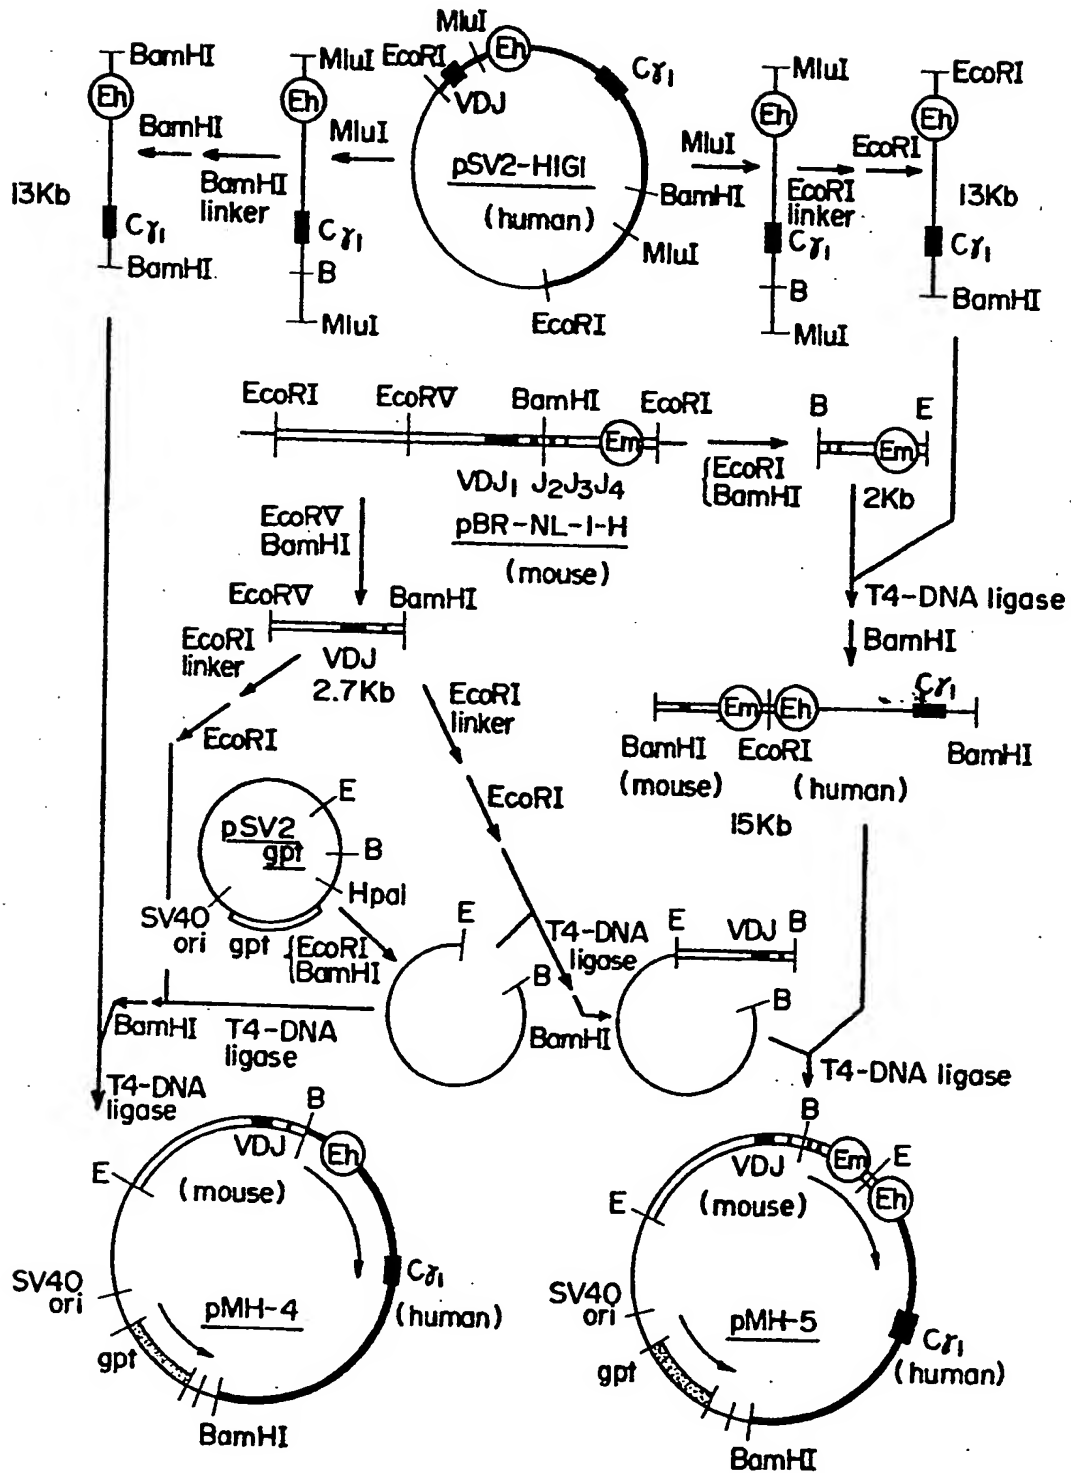 BamHI
Eh
BamHI
13Kb
Cγ1
BamHI
BamHI
linker
MluI
Eh
Cγ1
B
MluI
MluI
MluI
EcoRI
Eh
VDJ
Cγ1
pSV2-HIGI
(human)
BamHI
MluI
EcoRI
MluI
MluI
Eh
Cγ1
B
MluI
EcoRI
linker
EcoRI
EcoRI
Eh
13Kb
Cγ1
BamHI
EcoRI
EcoRV
BamHI
EcoRI
Em
VDJ1 J2J3J4
pBR-NL-1-H
(mouse)
EcoRI
BamHI
B
E
Em
2Kb
EcoRV
BamHI
EcoRV
BamHI
VDJ
2.7Kb
T4-DNA ligase
BamHI
EcoRI
linker
EcoRI
EcoRI
linker
EcoRI
Em
Eh
Cγ1
BamHI
EcoRI
BamHI
(mouse)
(human)
15Kb
E
pSV2
gpt
B
HpaI
SV40
ori
gpt
EcoRI
BamHI
E
B
T4-DNA
ligase
BamHI
E
VDJ
B
B
BamHI
T4-DNA
ligase
T4-DNA
ligase
T4-DNA ligase
B
VDJ
Eh
E
(mouse)
SV40
ori
pMH-4
Cγ1
(human)
gpt
BamHI
B
VDJ
Em
E
Eh
E
(mouse)
SV40
ori
pMH-5
Cγ1
(human)
gpt
BamHI